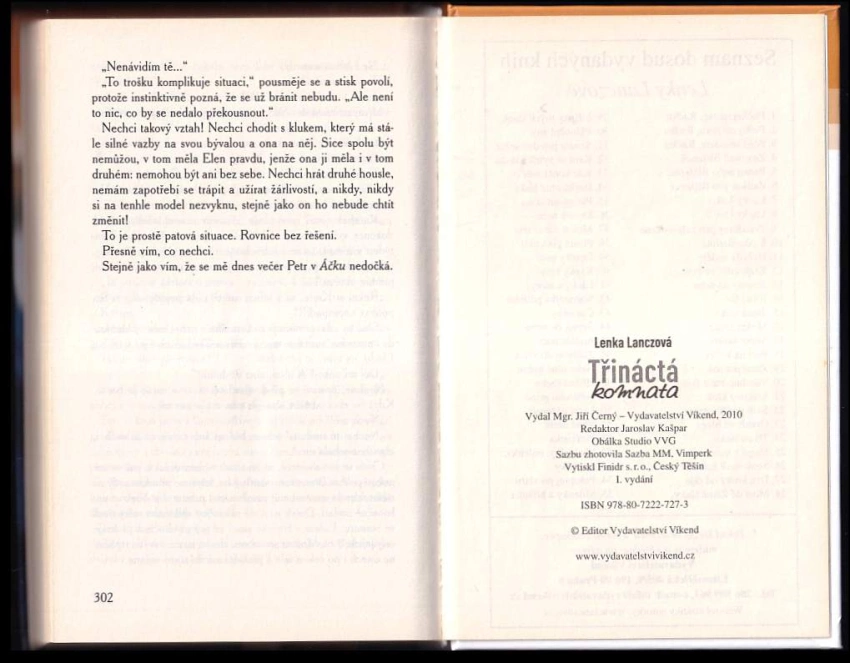 „Nenávidím tě...“
„To trošku komplikuje situaci,“ pousměje se a stisk povolí,
protože instinktivně pozná, že se už bránit nebudu. „Ale není
to nic, co by se nedalo překousnout.“
Nechci takový vztah! Nechci chodit s klukem, který má stá-
le silné vazby na svou bývalou a ona na něj. Sice spolu být
nemůžou, v tom měla Elen pravdu, jenže ona ji měla i v tom
druhém: nemohou být ani bez sebe. Nechci hrát druhé housle,
nemám zapotřebí se trápit a užírat žárlivostí, a nikdy, nikdy
si na tenhle model nezvyknu, stejně jako on ho nebude chtít
změnit!
To je prostě patová situace. Rovnice bez řešení.
Přesně vím, co nechci.
Stejně jako vím, že se mě dnes večer Petr v Áčku nedočká.
302
Lenka Lanczová
Třináctá
komnata
Vydal Mgr. Jiří Černý – Vydavatelství Víkend, 2010
Redaktor Jaroslav Kašpar
Obálka Studio VVG
Sazbu zhotovila Sazba MM, Vimperk
Vytiskl Finidr s. r. o., Český Těšín
1. vydání
ISBN 978-80-7222-727-3
© Editor Vydavatelství Víkend
www.vydavatelstvivikend.cz